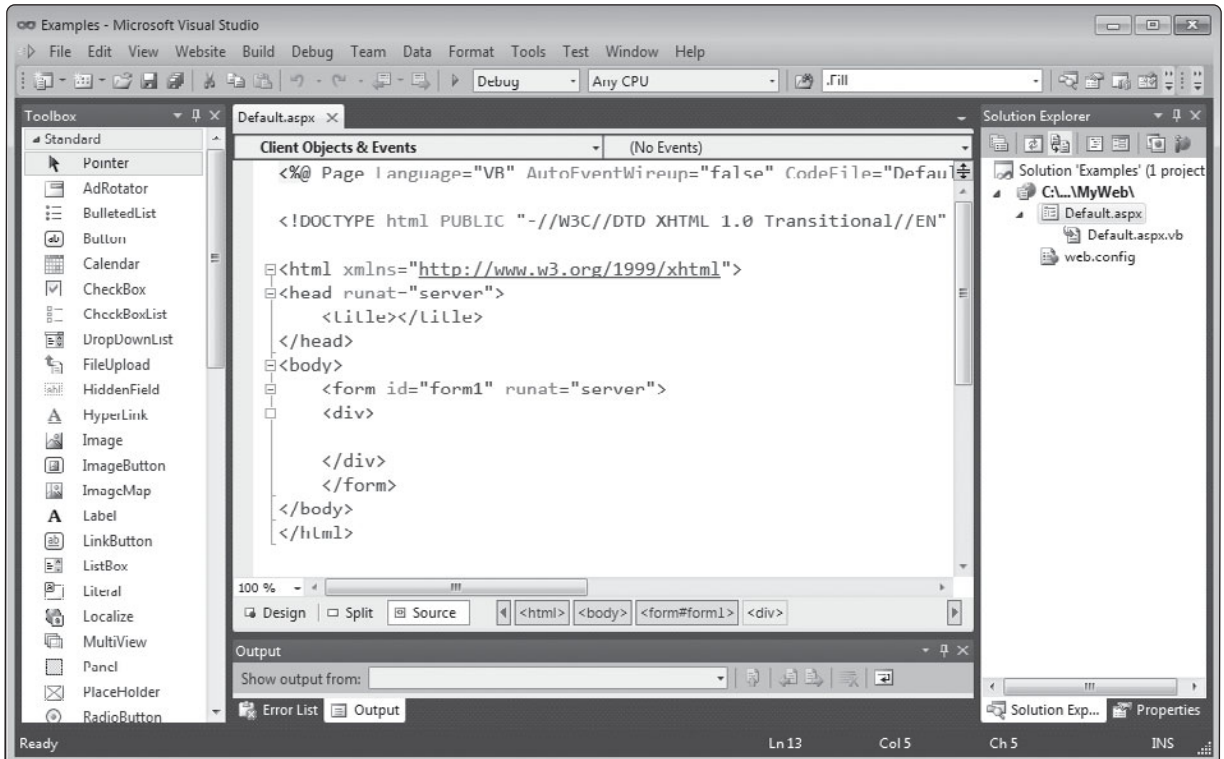 Examples - Microsoft Visual Studio
File Edit View Website Build Debug Team Data Format Tools Test Window Help
Debug Any CPU .Fill
Toolbox
Standard
Pointer
AdRotator
BulletedList
Button
Calendar
CheckBox
CheckBoxList
DropDownList
FileUpload
HiddenField
HyperLink
Image
ImageButton
ImageMap
Label
LinkButton
ListBox
Literal
Localize
MultiView
Panel
PlaceHolder
RadioButton
Default.aspx
Client Objects & Events (No Events)
<%@ Page Language="VB" AutoEventWireup="false" CodeFile="Defaul
<!DOCTYPE html PUBLIC "-//W3C//DTD XHTML 1.0 Transitional//EN"
<html xmlns="http://www.w3.org/1999/xhtml">
<head runat="server">
<title></title>
</head>
<body>
<form id="form1" runat="server">
<div>
</div>
</form>
</body>
</html>
100 %
Design Split Source <html> <body> <form#form1> <div>
Output
Show output from:
Error List Output
Solution Explorer
Solution 'Examples' (1 project
C:\...\MyWeb\
Default.aspx
Default.aspx.vb
web.config
Solution Exp... Properties
Ready Ln 13 Col 5 Ch 5 INS